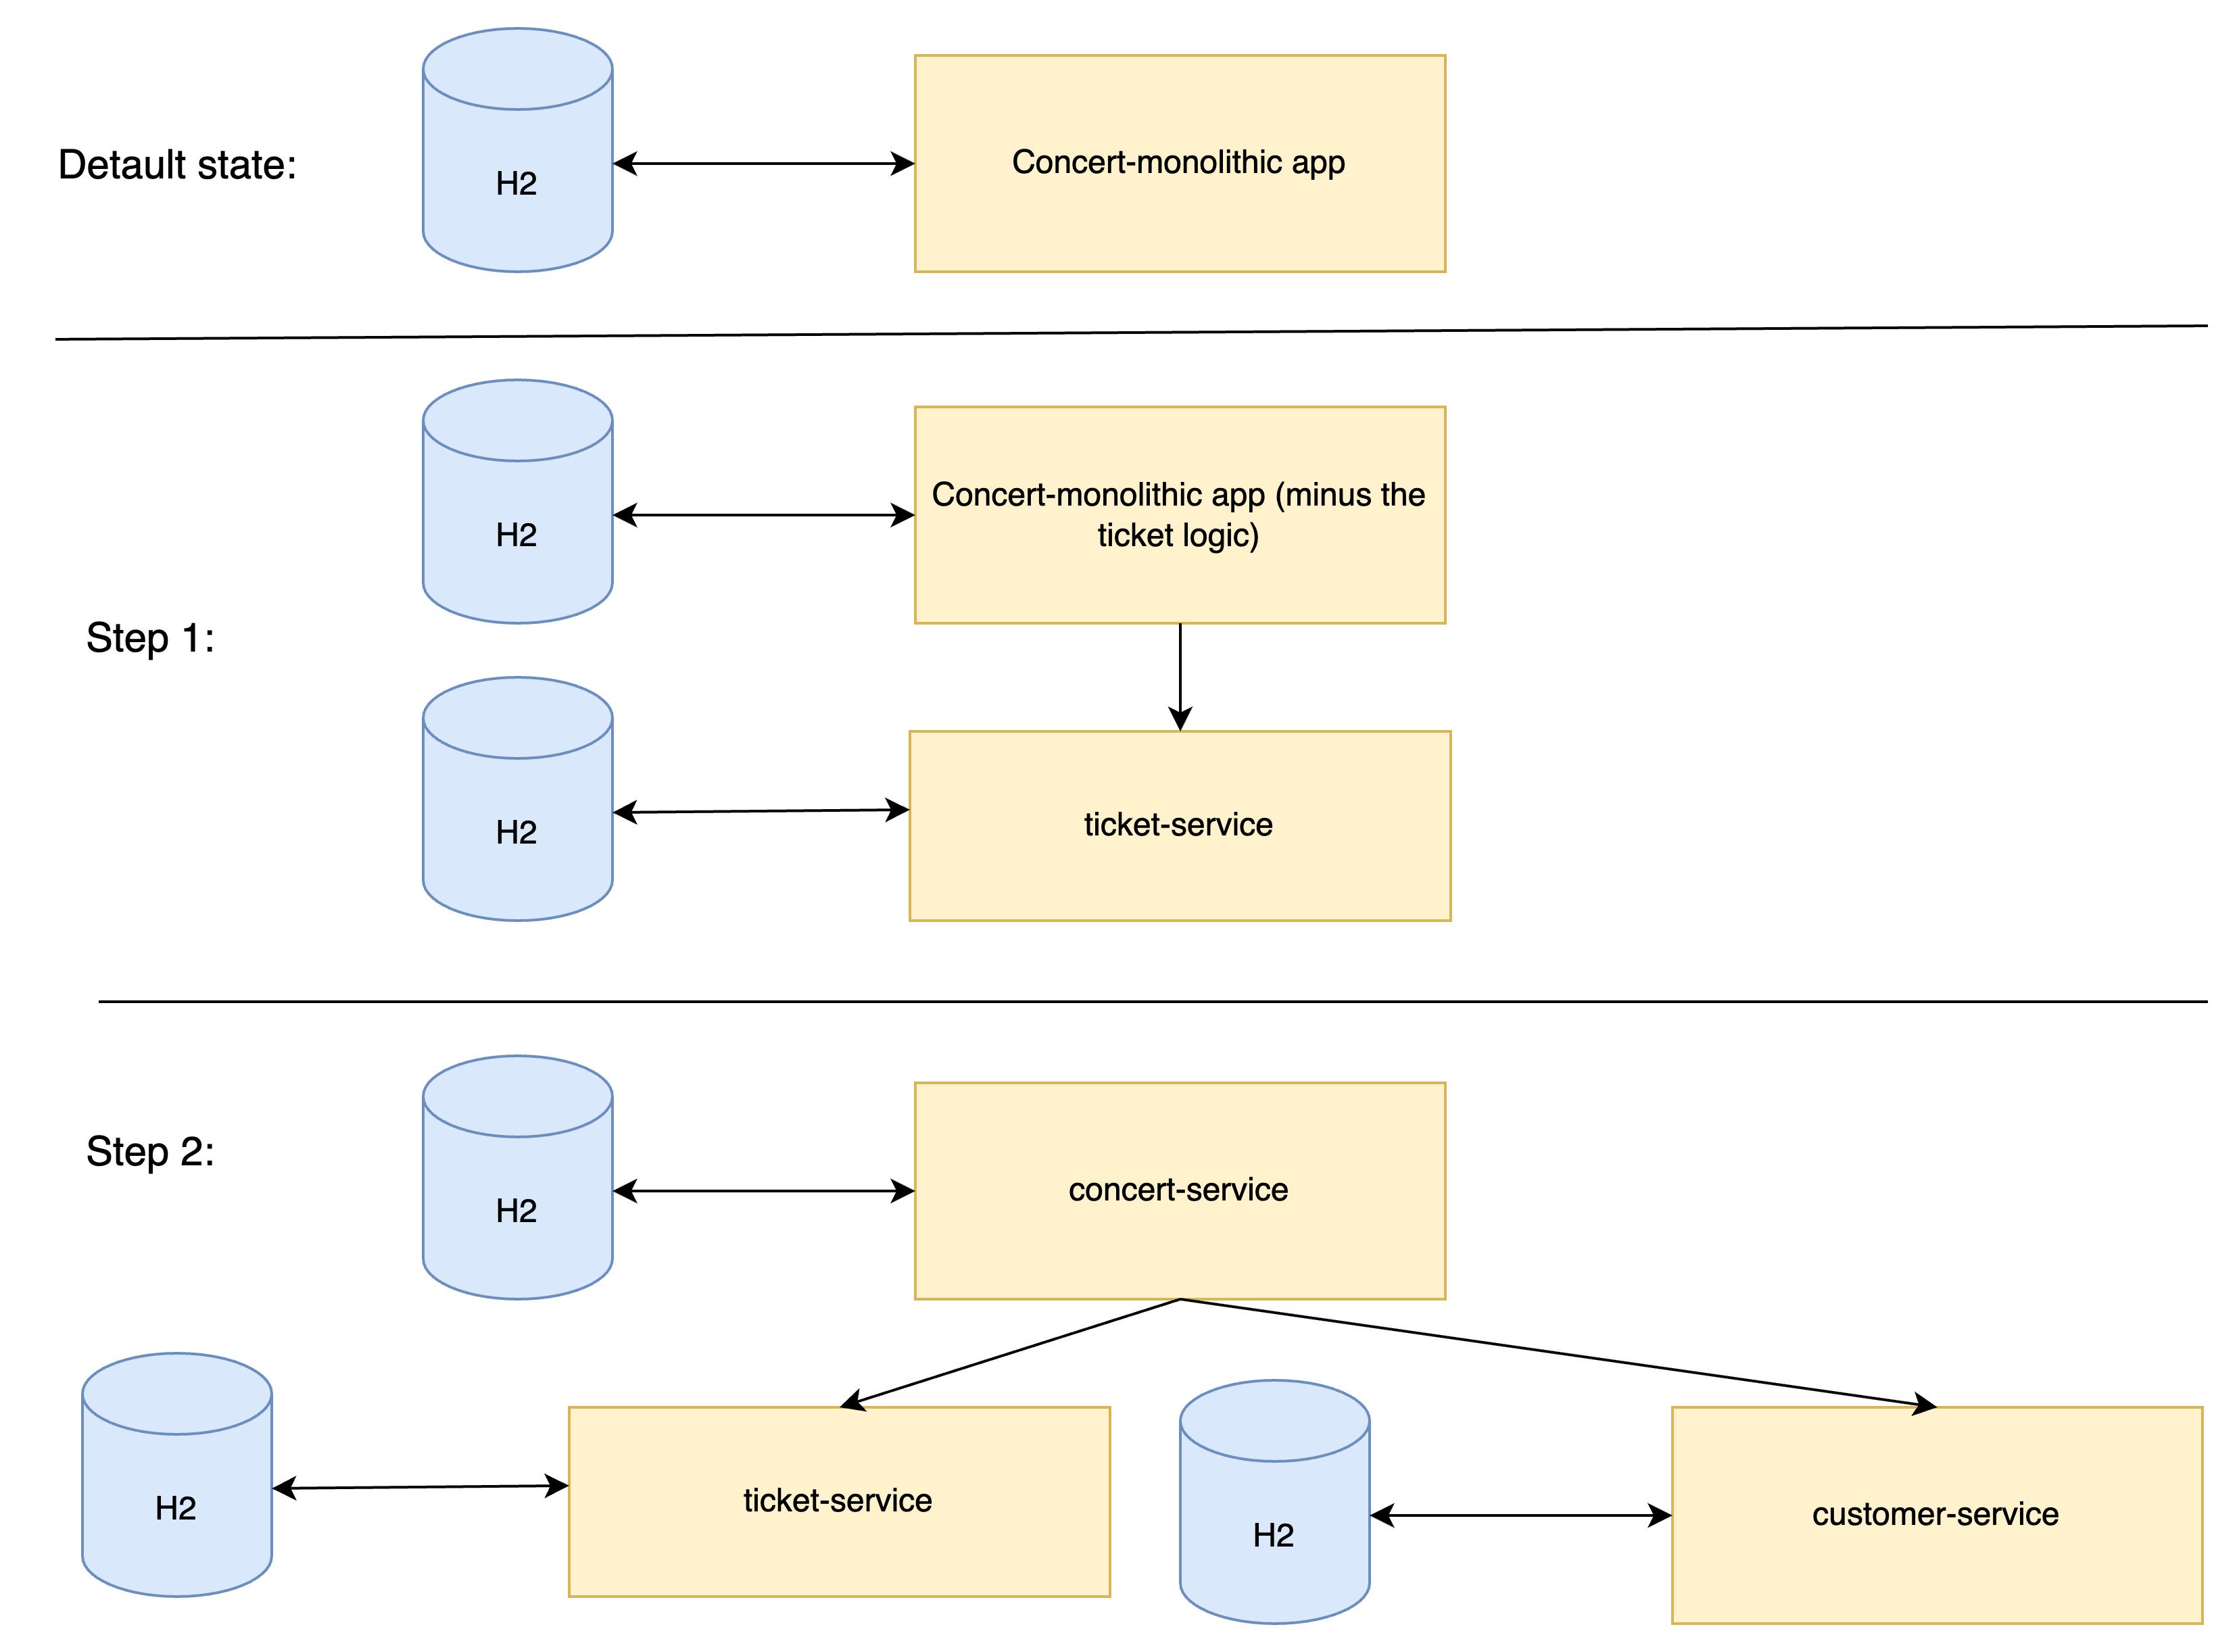 H2
Concert-monolithic app
Detault state:
H2
Concert-monolithic app (minus the
ticket logic)
Step 1:
H2
ticket-service
Step 2:
H2
concert-service
H2
ticket-service
H2
customer-service